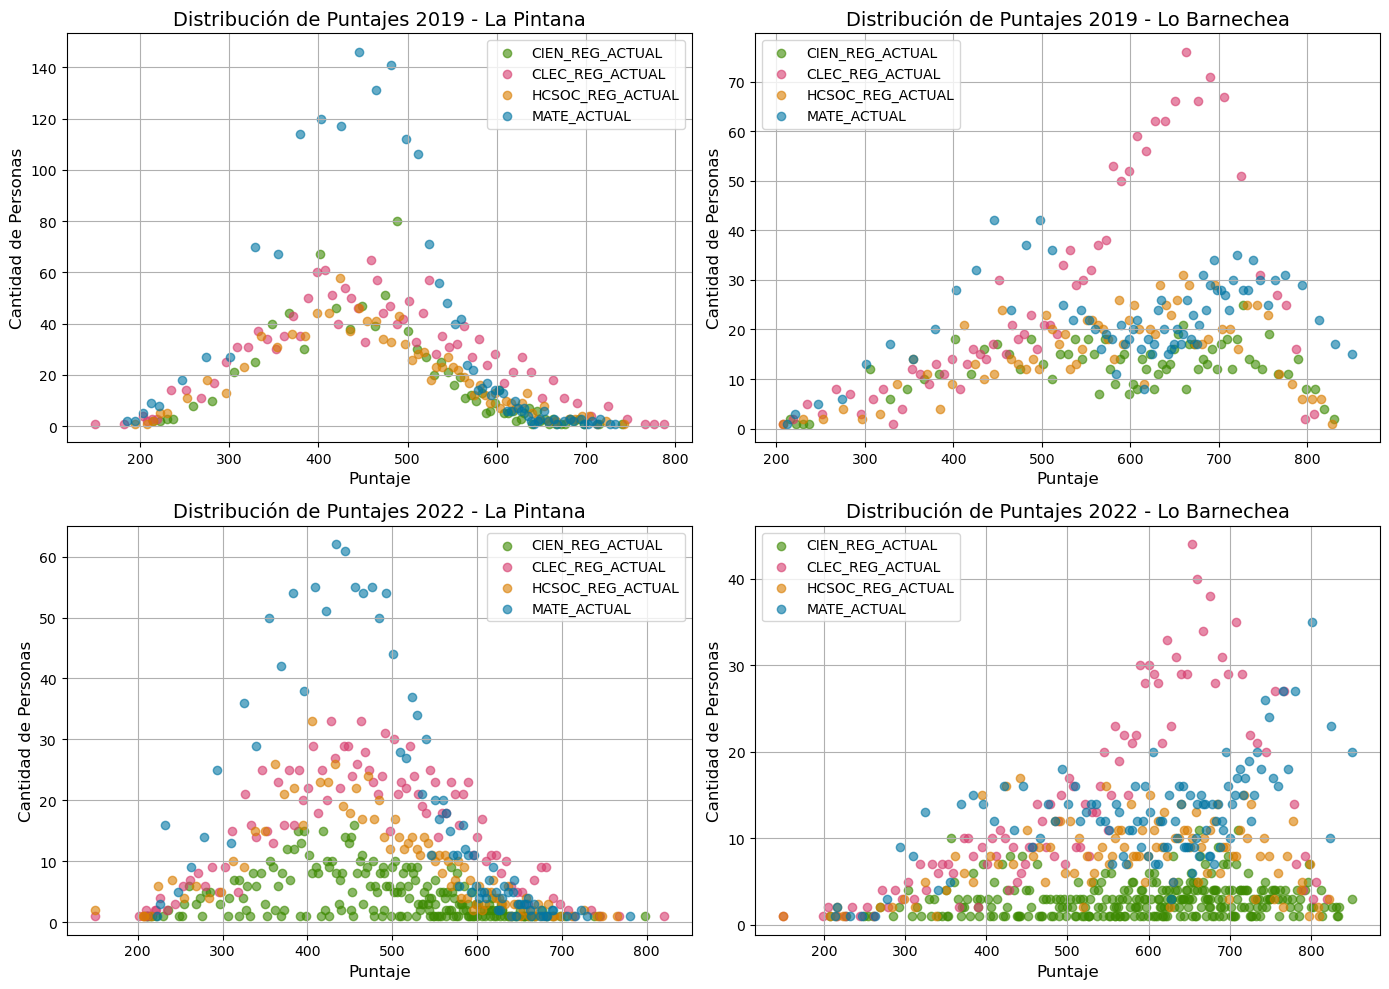 Distribución de Puntajes 2019 - La Pintana
Cantidad de Personas
140
120
100
80
60
40
20
0
CIEN_REG_ACTUAL
CLEC_REG_ACTUAL
HCSOC_REG_ACTUAL
MATE_ACTUAL
200 300 400 500 600 700 800
Puntaje
Distribución de Puntajes 2019 - Lo Barnechea
Cantidad de Personas
70
60
50
40
30
20
10
0
CIEN_REG_ACTUAL
CLEC_REG_ACTUAL
HCSOC_REG_ACTUAL
MATE_ACTUAL
200 300 400 500 600 700 800
Puntaje
Distribución de Puntajes 2022 - La Pintana
Cantidad de Personas
60
50
40
30
20
10
0
CIEN_REG_ACTUAL
CLEC_REG_ACTUAL
HCSOC_REG_ACTUAL
MATE_ACTUAL
200 300 400 500 600 700 800
Puntaje
Distribución de Puntajes 2022 - Lo Barnechea
Cantidad de Personas
40
30
20
10
0
CIEN_REG_ACTUAL
CLEC_REG_ACTUAL
HCSOC_REG_ACTUAL
MATE_ACTUAL
200 300 400 500 600 700 800
Puntaje